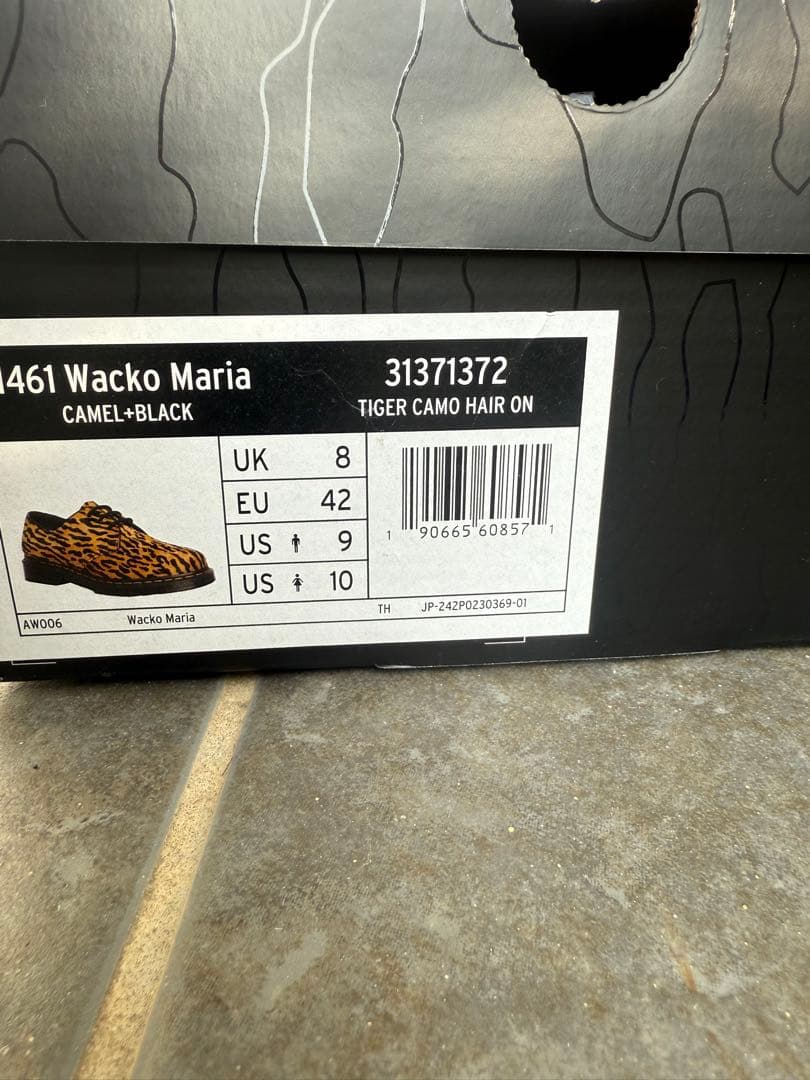 1461 Wacko Maria
CAMEL+BLACK
31371372
TIGER CAMO HAIR ON
UK 8
EU 42
US 9
US 10
1 90665 60857 1
AW006 Wacko Maria TH JP-242P0230369-01